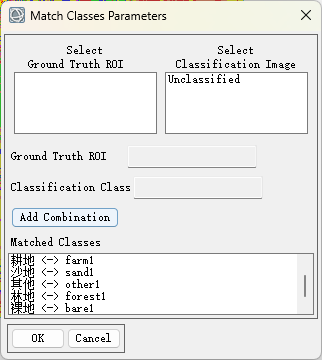 Match Classes Parameters
Select
Ground Truth ROI
Select
Classification Image
Unclassified
Ground Truth ROI
Classification Class
Add Combination
Matched Classes
耕地 <-> farm1
沙地 <-> sand1
其他 <-> other1
林地 <-> forest1
裸地 <-> bare1
OK
Cancel